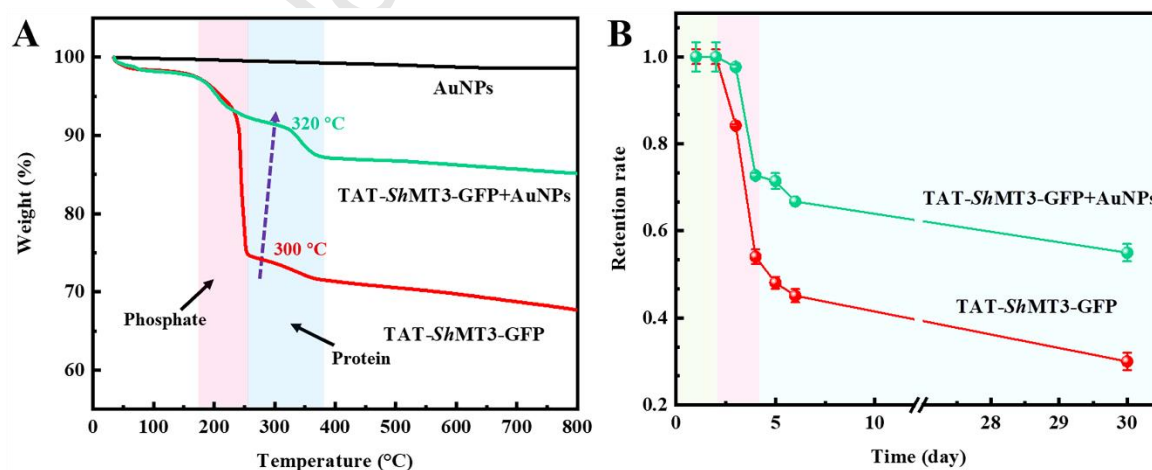 A
100
90
80
70
60
Weight (%)
AuNPs
320 °C
TAT-ShMT3-GFP+AuNPs
300 °C
Phosphate
TAT-ShMT3-GFP
Protein
0 100 200 300 400 500 600 700 800
Temperature (°C)
B
1.0
0.8
0.6
0.4
0.2
Retention rate
TAT-ShMT3-GFP+AuNPs
TAT-ShMT3-GFP
0 5 10 28 29 30
Time (day)